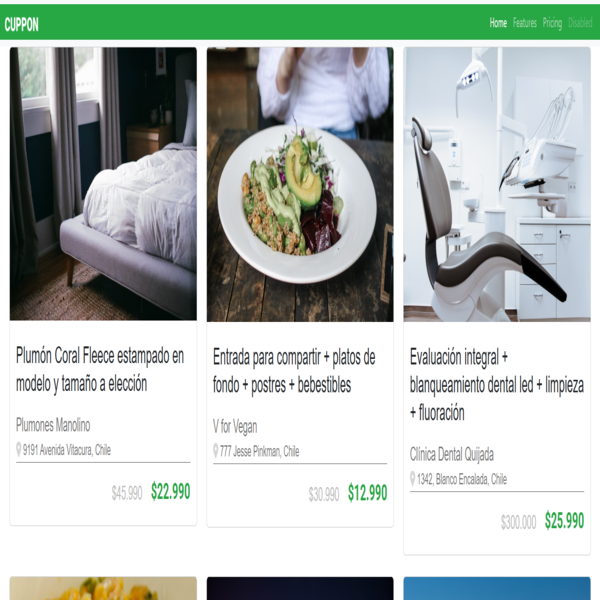 CUPPON
Home Features Pricing Disabled
Plumón Coral Fleece estampado en
modelo y tamaño a elección
Plumones Manolino
9191 Avenida Vitacura, Chile
$45.990 $22.990
Entrada para compartir + platos de
fondo + postres + bebestibles
V for Vegan
777 Jesse Pinkman, Chile
$30.990 $12.990
Evaluación integral +
blanqueamiento dental led + limpieza
+ fluoración
Clínica Dental Quijada
1342, Blanco Encalada, Chile
$300.000 $25.990